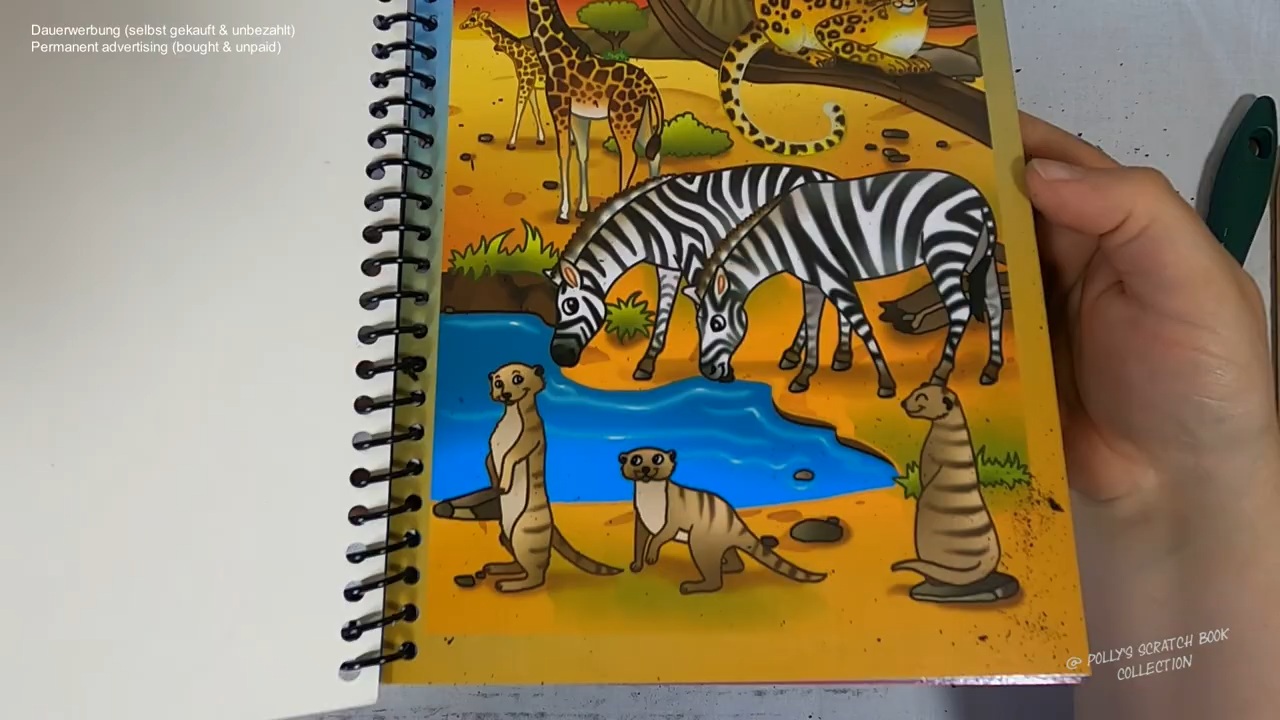 Dauerwerbung (selbst gekauft & unbezahlt)
Permanent advertising (bought & unpaid)
@ POLLY'S SCRATCH BOOK
COLLECTION